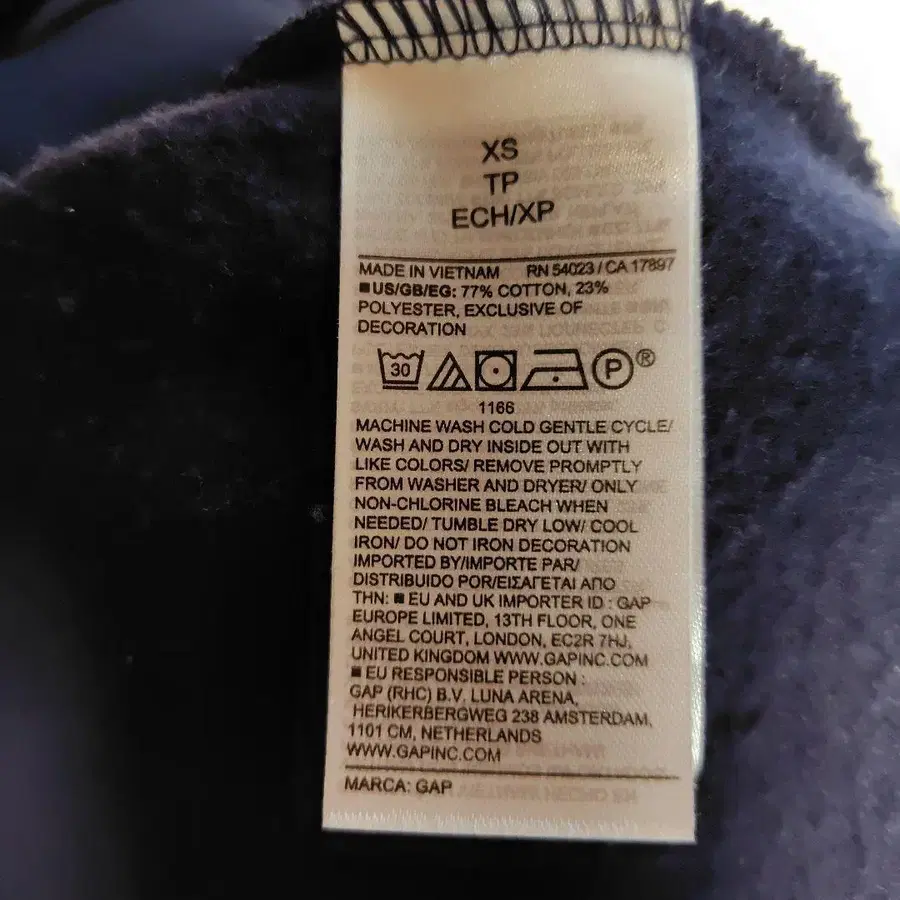 XS
TP
ECH/XP
MADE IN VIETNAM RN 54023 / CA 17897
■ US/GB/EG: 77% COTTON, 23%
POLYESTER, EXCLUSIVE OF
DECORATION
30 P ®
1166
MACHINE WASH COLD GENTLE CYCLE/
WASH AND DRY INSIDE OUT WITH
LIKE COLORS/ REMOVE PROMPTLY
FROM WASHER AND DRYER/ ONLY
NON-CHLORINE BLEACH WHEN
NEEDED/ TUMBLE DRY LOW/ COOL
IRON/ DO NOT IRON DECORATION
IMPORTED BY/IMPORTE PAR/
DISTRIBUIDO POR/ΕΙΣΑΓΕΤΑΙ ΑΠΟ
ΤΗΝ: ■ EU AND UK IMPORTER ID : GAP
EUROPE LIMITED, 13TH FLOOR, ONE
ANGEL COURT, LONDON, EC2R 7HJ,
UNITED KINGDOM WWW.GAPINC.COM
■ EU RESPONSIBLE PERSON :
GAP (RHC) B.V. LUNA ARENA,
HERIKERBERGWEG 238 AMSTERDAM,
1101 CM, NETHERLANDS
WWW.GAPINC.COM
MARCA: GAP